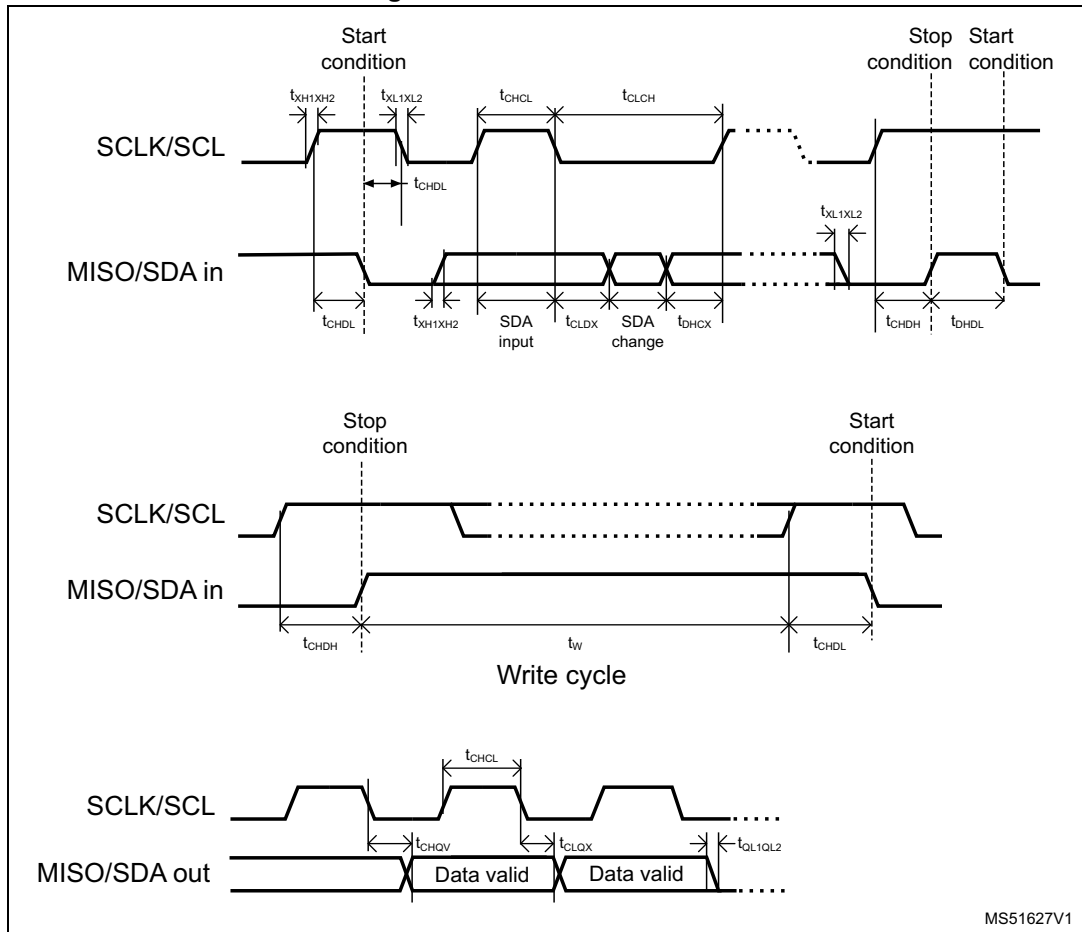 Start
condition
Stop
condition
Start
condition
tXH1XH2
tXL1XL2
tCHCL
tCLCH
SCLK/SCL
tCHDL
tXL1XL2
MISO/SDA in
tCHDL
tXH1XH2
SDA
input
tCLDX
SDA
change
tDHCX
tCHDH
tDHDL
Stop
condition
Start
condition
SCLK/SCL
MISO/SDA in
tCHDH
tW
tCHDL
Write cycle
tCHCL
SCLK/SCL
tCHQV
tCLQX
tQL1QL2
MISO/SDA out
Data valid
Data valid
MS51627V1